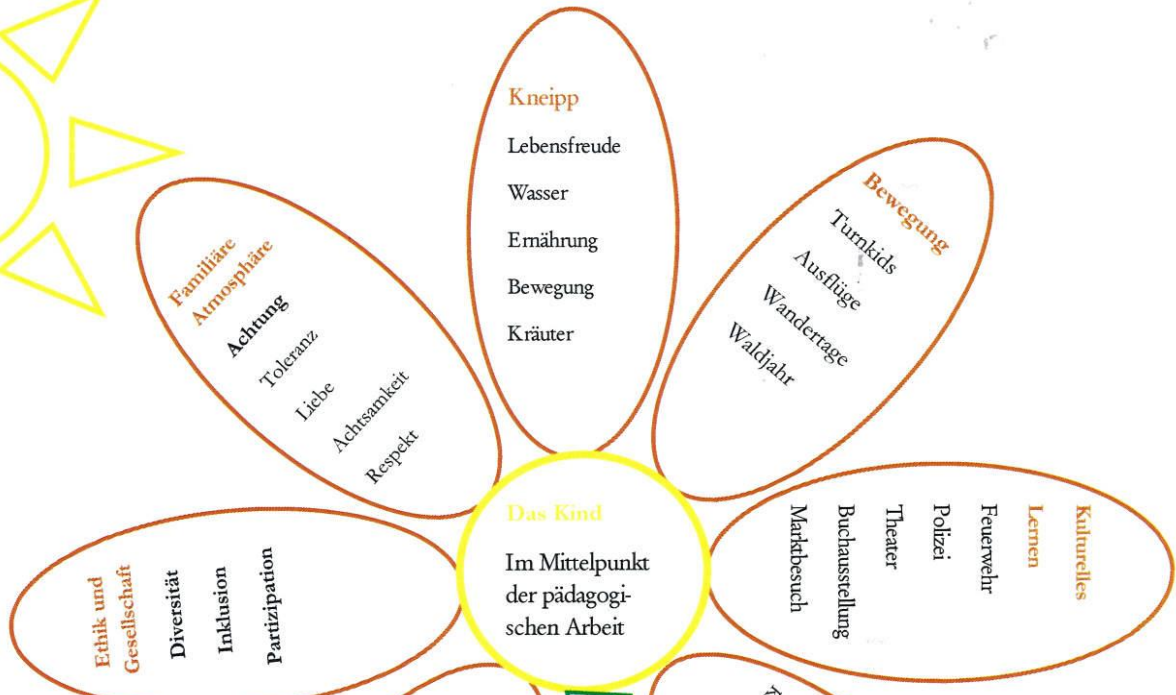 Kneipp
Lebensfreude
Wasser
Ernährung
Bewegung
Kräuter
Familiäre
Atmosphäre
Achtung
Toleranz
Liebe
Achtsamkeit
Respekt
Bewegung
Turnkids
Ausflüge
Wandertage
Waldjahr
Ethik und
Gesellschaft
Diversität
Inklusion
Partizipation
Das Kind
Im Mittelpunkt
der pädagogi-
schen Arbeit
Kulturelles
Lernen
Feuerwehr
Polizei
Theater
Buchausstellung
Marktbesuch